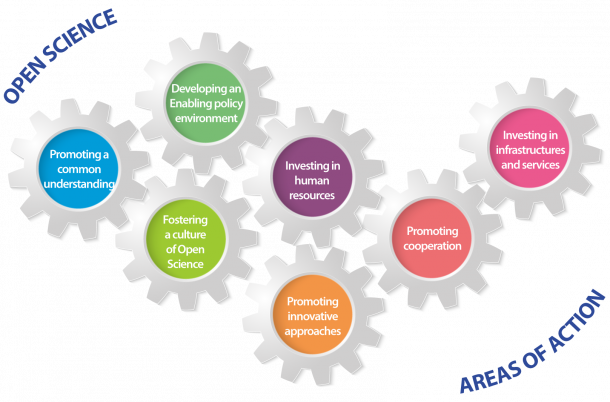 OPEN SCIENCE
Developing an
Enabling policy
environment
Promoting a
common
understanding
Investing in
human
resources
Investing in
infrastructures
and services
Fostering
a culture
of Open
Science
Promoting
cooperation
Promoting
innovative
approaches
AREAS OF ACTION